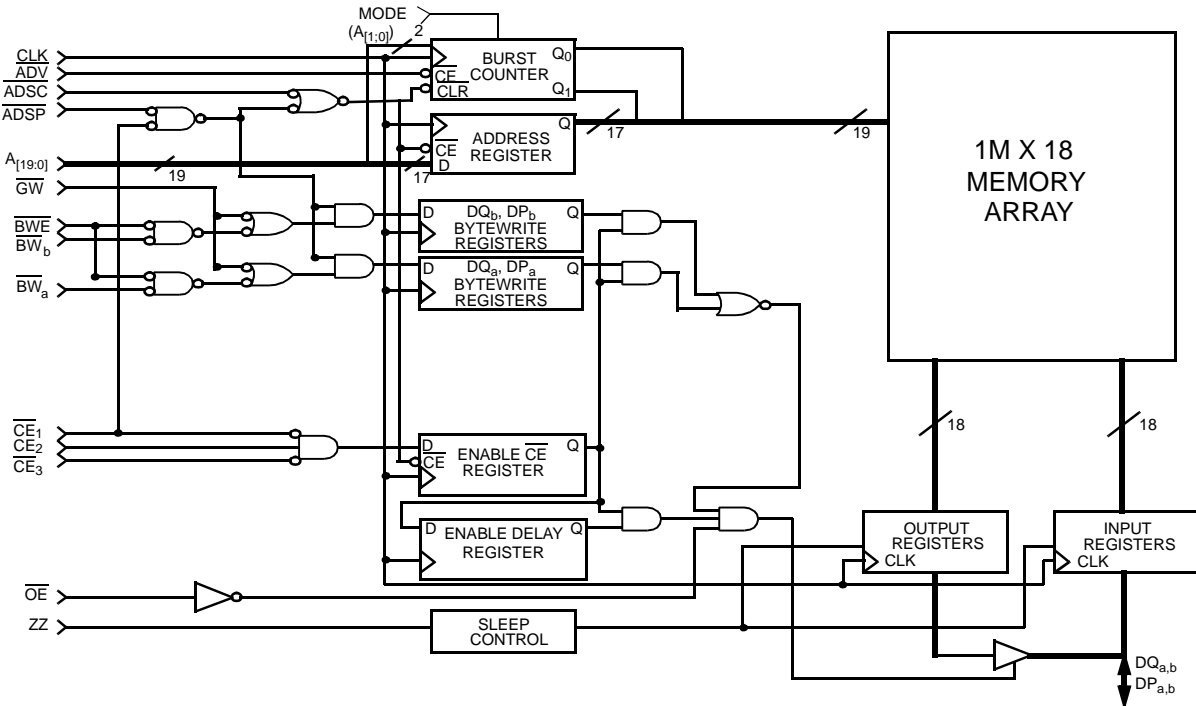 MODE
(A[1;0]) 2
CLK
ADV
ADSC
ADSP
A[19:0]
GW
BWE
BWb
BWa
CE1
CE2
CE3
OE
ZZ
19
17
BURST
COUNTER
CE
CLR
Q0
Q1
ADDRESS
REGISTER
CE
D
Q
17
19
D
DQb, DPb
BYTEWRITE
REGISTERS
Q
D
DQa, DPa
BYTEWRITE
REGISTERS
Q
D
CE
ENABLE CE
REGISTER
Q
D
ENABLE DELAY
REGISTER
Q
SLEEP
CONTROL
1M X 18
MEMORY
ARRAY
18
18
OUTPUT
REGISTERS
CLK
INPUT
REGISTERS
CLK
DQa,b
DPa,b